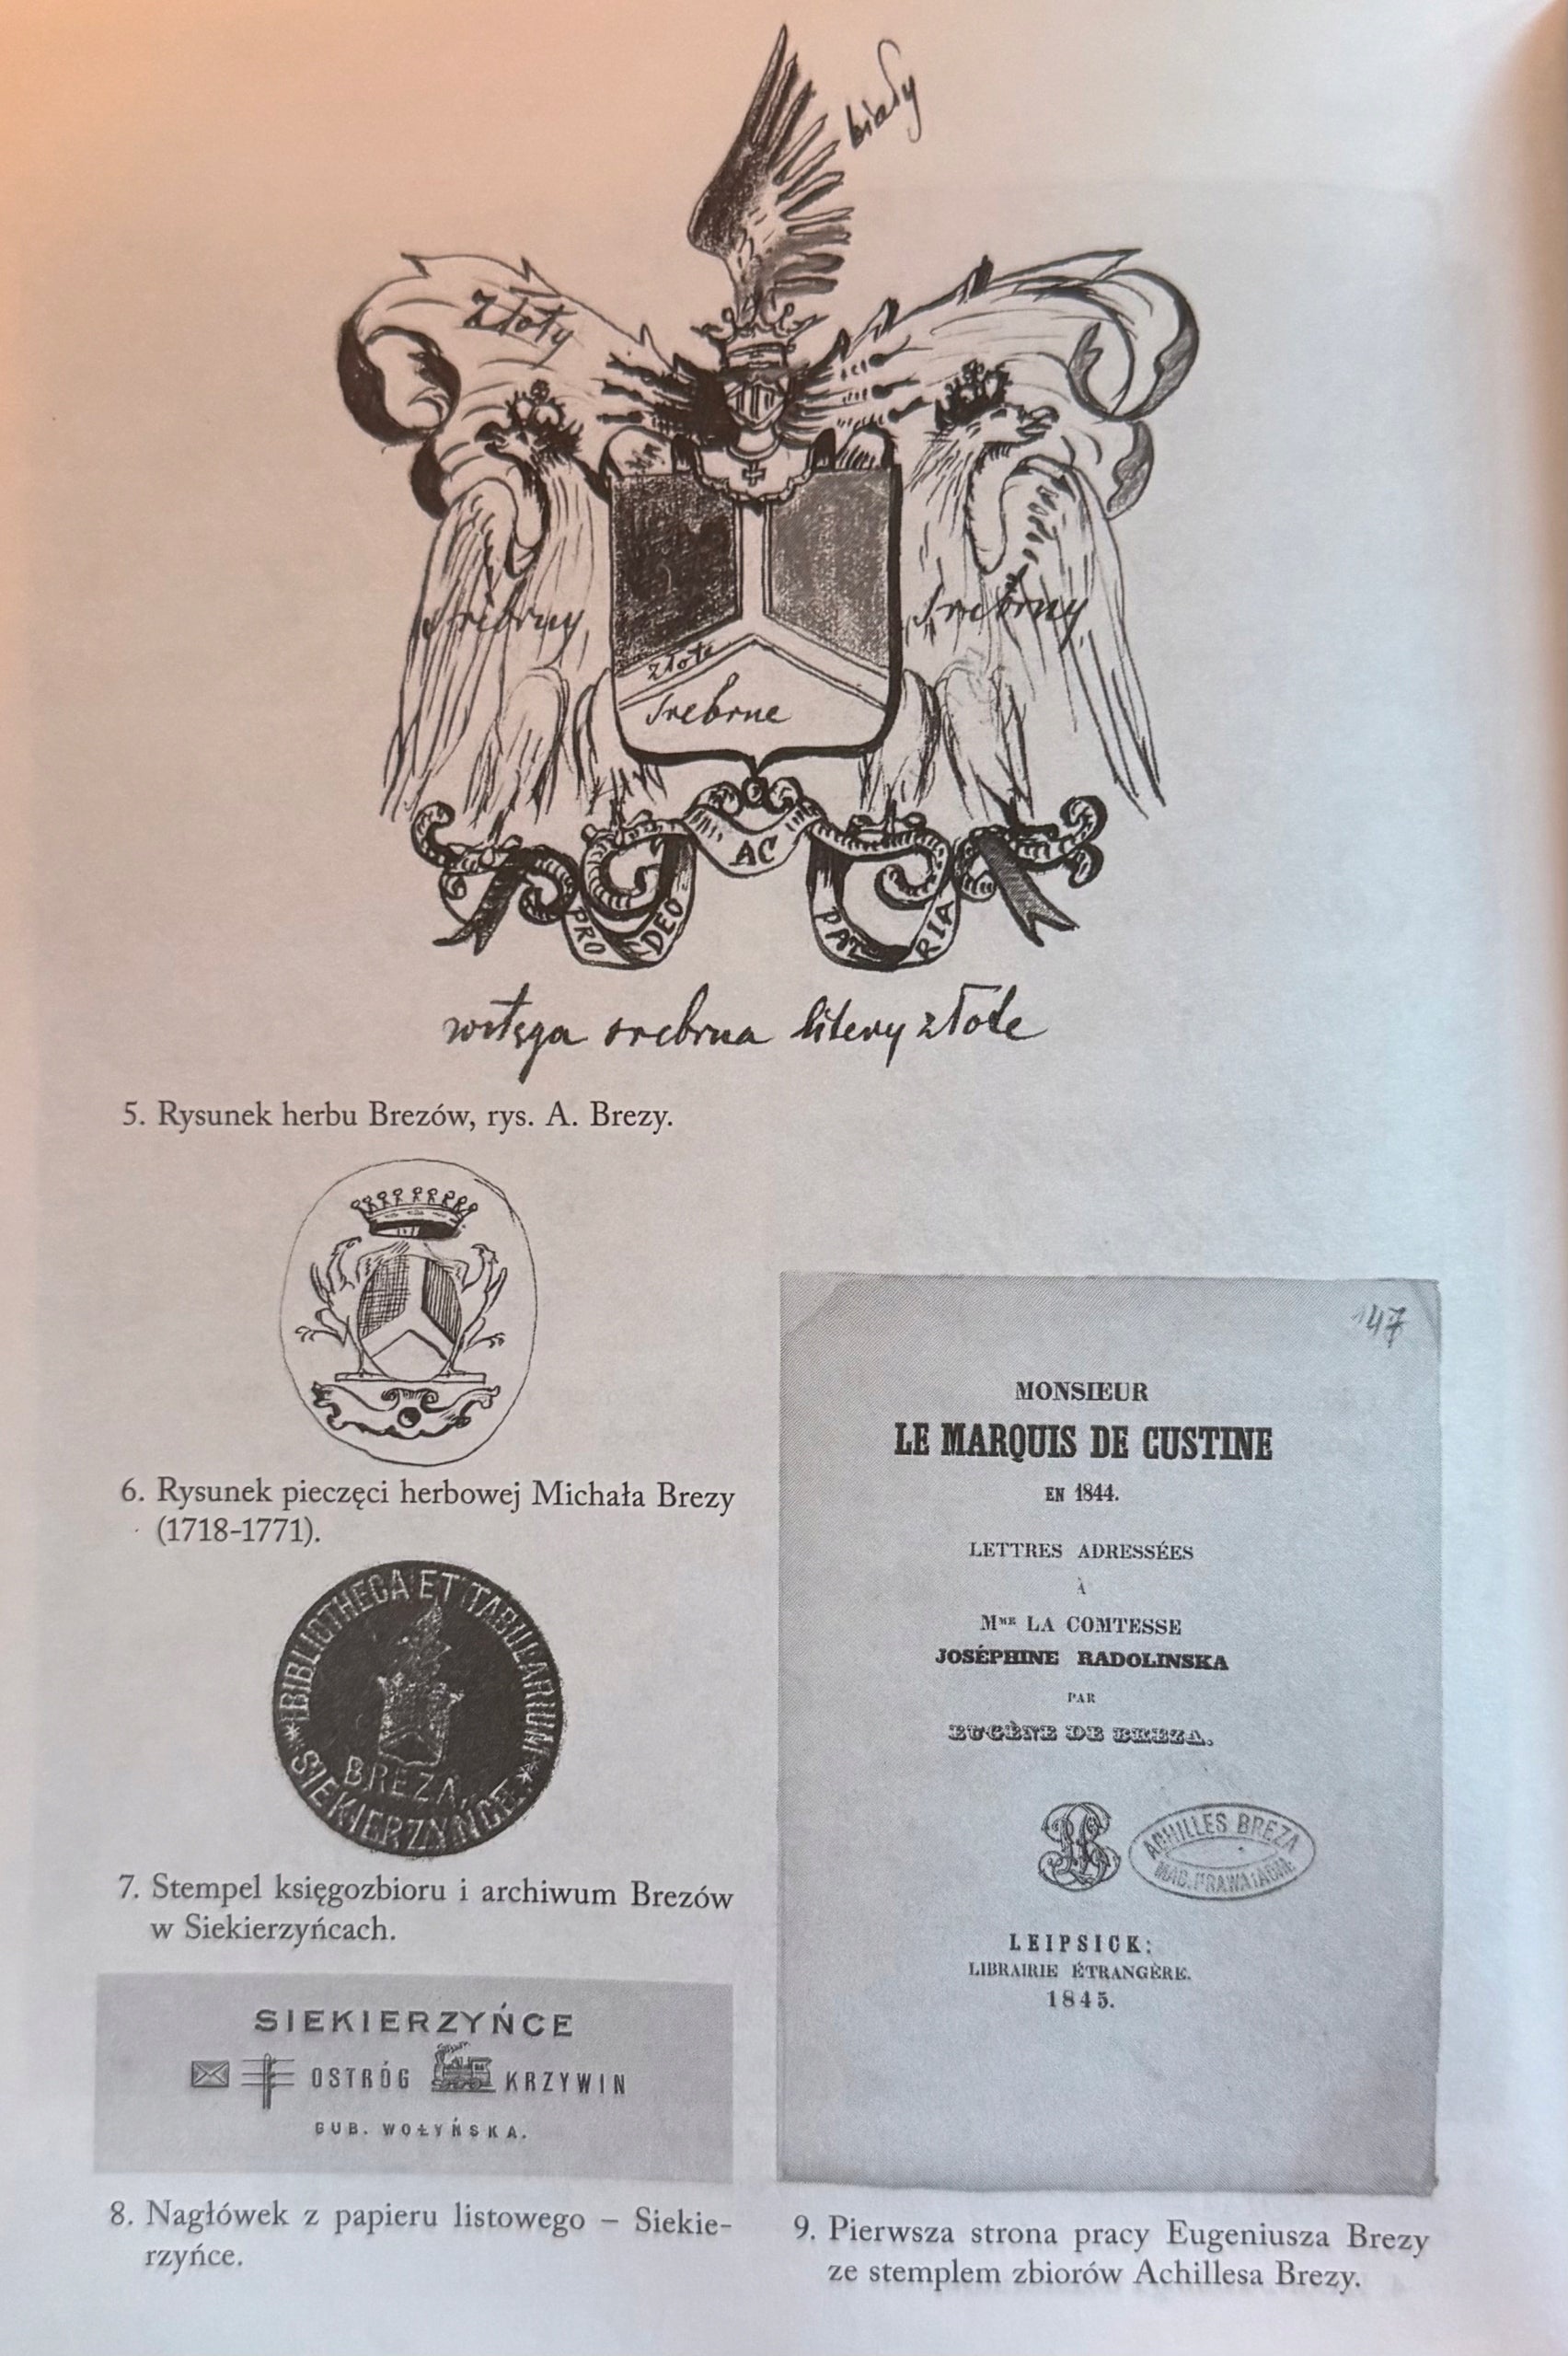 biały
złoty
srebrny
srebrny
złote
srebrne
PRO DEO AC PATRIA
wstęga srebrna litery złote
5. Rysunek herbu Brezów, rys. A. Brezy.
6. Rysunek pieczęci herbowej Michała Brezy
(1718-1771).
BIBLIOTHECA ET TABULARIUM
BREZA,
* SIEKIERZYŃCE *
7. Stempel księgozbioru i archiwum Brezów
w Siekierzyńcach.
SIEKIERZYŃCE
OSTRÓG KRZYWIN
GUB. WOŁYŃSKA.
8. Nagłówek z papieru listowego – Siekie-
rzyńce.
147
MONSIEUR
LE MARQUIS DE CUSTINE
EN 1844.
LETTRES ADRESSÉES
À
MME LA COMTESSE
JOSÉPHINE RADOLINSKA
PAR
EUGÈNE DE BREZA.
ACHILLES BREZA
MAG. PRAW
LEIPSICK:
LIBRAIRIE ÉTRANGÈRE.
1845.
9. Pierwsza strona pracy Eugeniusza Brezy
ze stemplem zbiorów Achillesa Brezy.